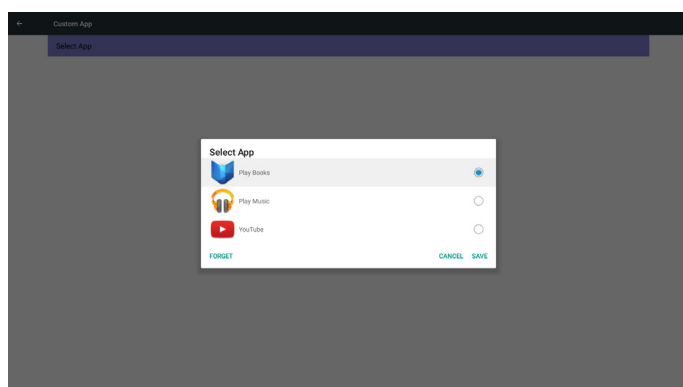 Custom App
Select App
Select App
Play Books
Play Music
YouTube
FORGET CANCEL SAVE